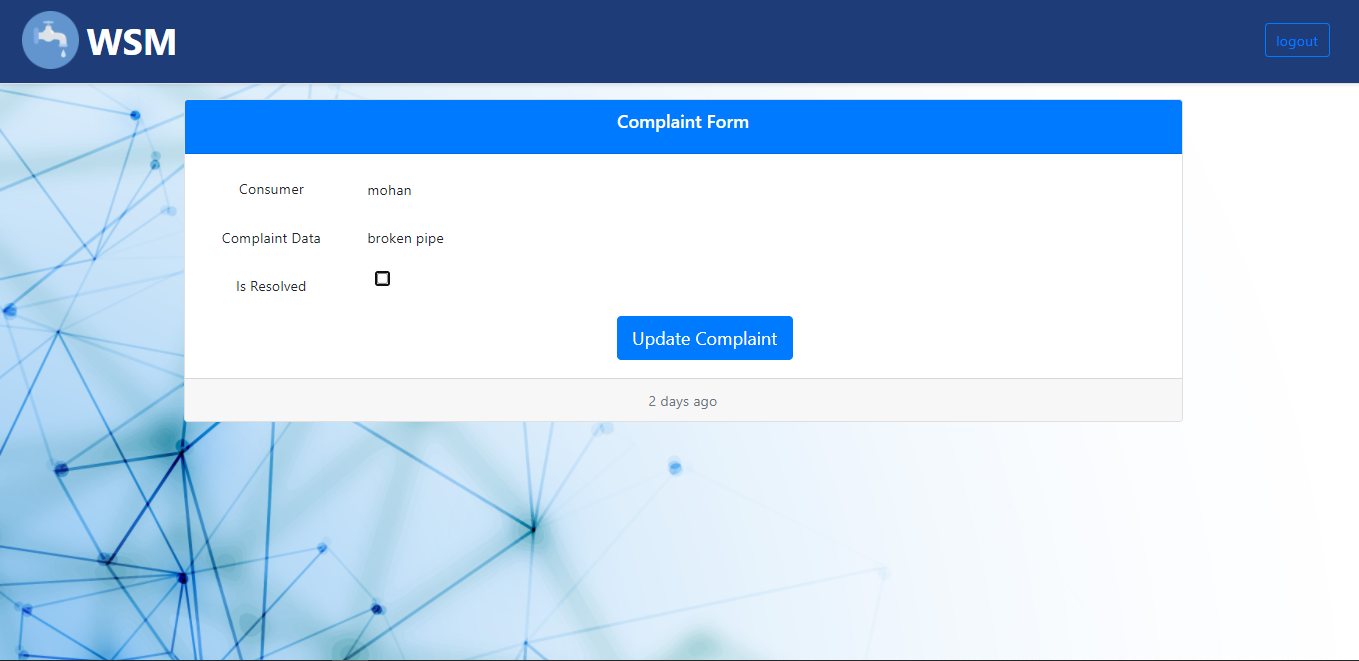 WSM
logout
Complaint Form
Consumer mohan
Complaint Data broken pipe
Is Resolved
Update Complaint
2 days ago